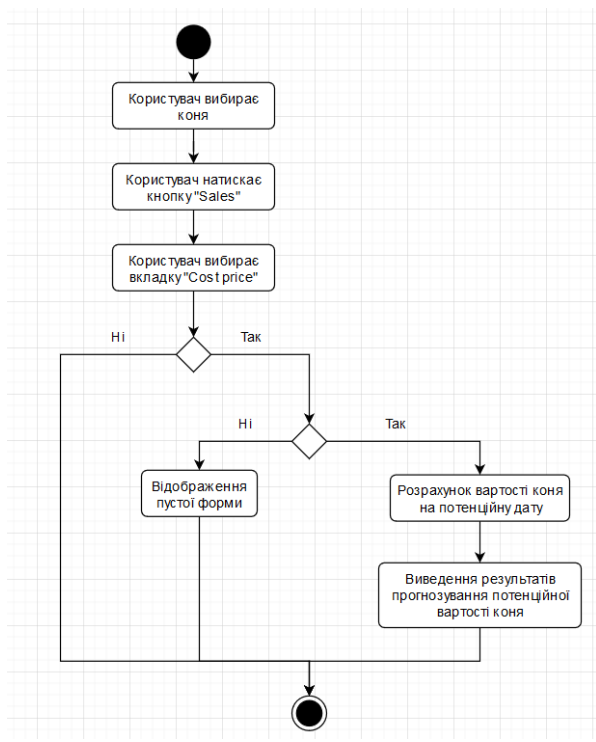 Користувач вибирає
коня
Користувач натискає
кнопку "Sales"
Користувач вибирає
вкладку "Cost price"
Ні
Так
Ні
Так
Відображення
пустої форми
Розрахунок вартості коня
на потенційну дату
Виведення результатів
прогнозування потенційної
вартості коня